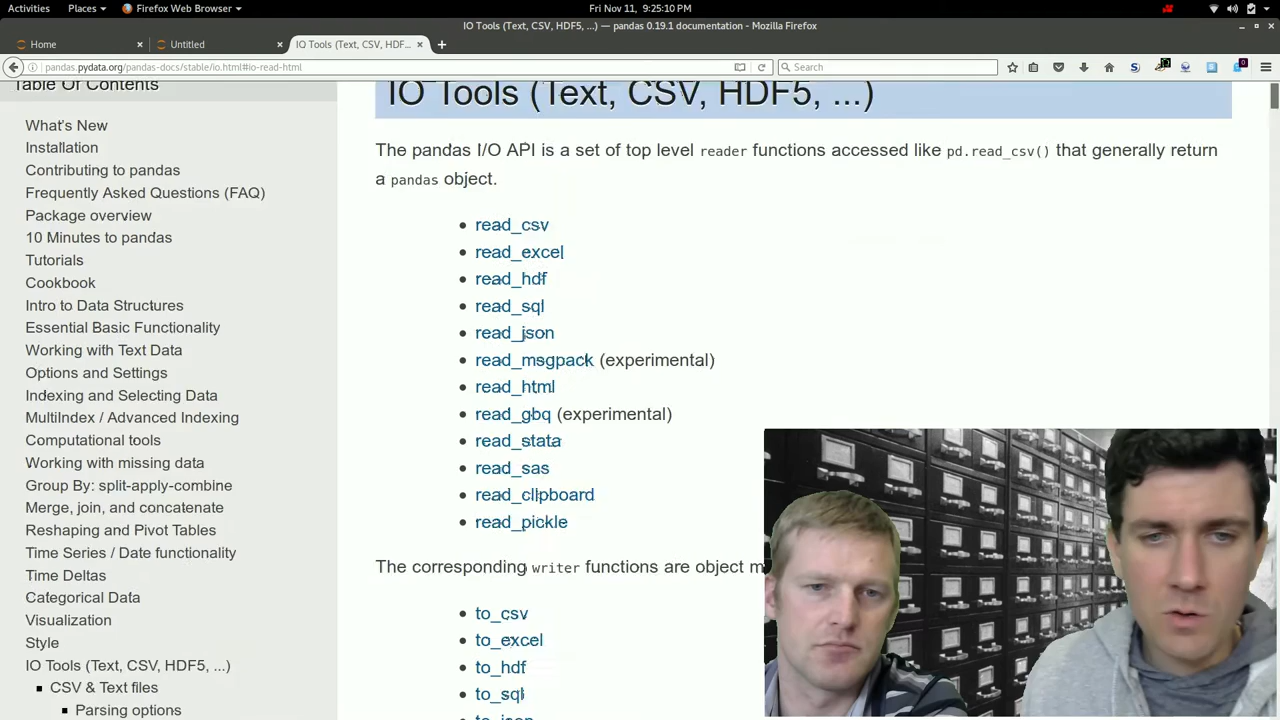 Activities Places Firefox Web Browser Fri Nov 11, 9:25:10 PM
IO Tools (Text, CSV, HDF5, ...) — pandas 0.19.1 documentation - Mozilla Firefox
Home Untitled IO Tools (Text, CSV, HDF...
pandas.pydata.org/pandas-docs/stable/io.html#io-read-html Search
Table Of Contents
What's New
Installation
Contributing to pandas
Frequently Asked Questions (FAQ)
Package overview
10 Minutes to pandas
Tutorials
Cookbook
Intro to Data Structures
Essential Basic Functionality
Working with Text Data
Options and Settings
Indexing and Selecting Data
MultiIndex / Advanced Indexing
Computational tools
Working with missing data
Group By: split-apply-combine
Merge, join, and concatenate
Reshaping and Pivot Tables
Time Series / Date functionality
Time Deltas
Categorical Data
Visualization
Style
IO Tools (Text, CSV, HDF5, ...)
CSV & Text files
Parsing options
IO Tools (Text, CSV, HDF5, ...)
The pandas I/O API is a set of top level reader functions accessed like pd.read_csv() that generally return
a pandas object.
read_csv
read_excel
read_hdf
read_sql
read_json
read_msgpack (experimental)
read_html
read_gbq (experimental)
read_stata
read_sas
read_clipboard
read_pickle
The corresponding writer functions are object
to_csv
to_excel
to_hdf
to_sql
to_json